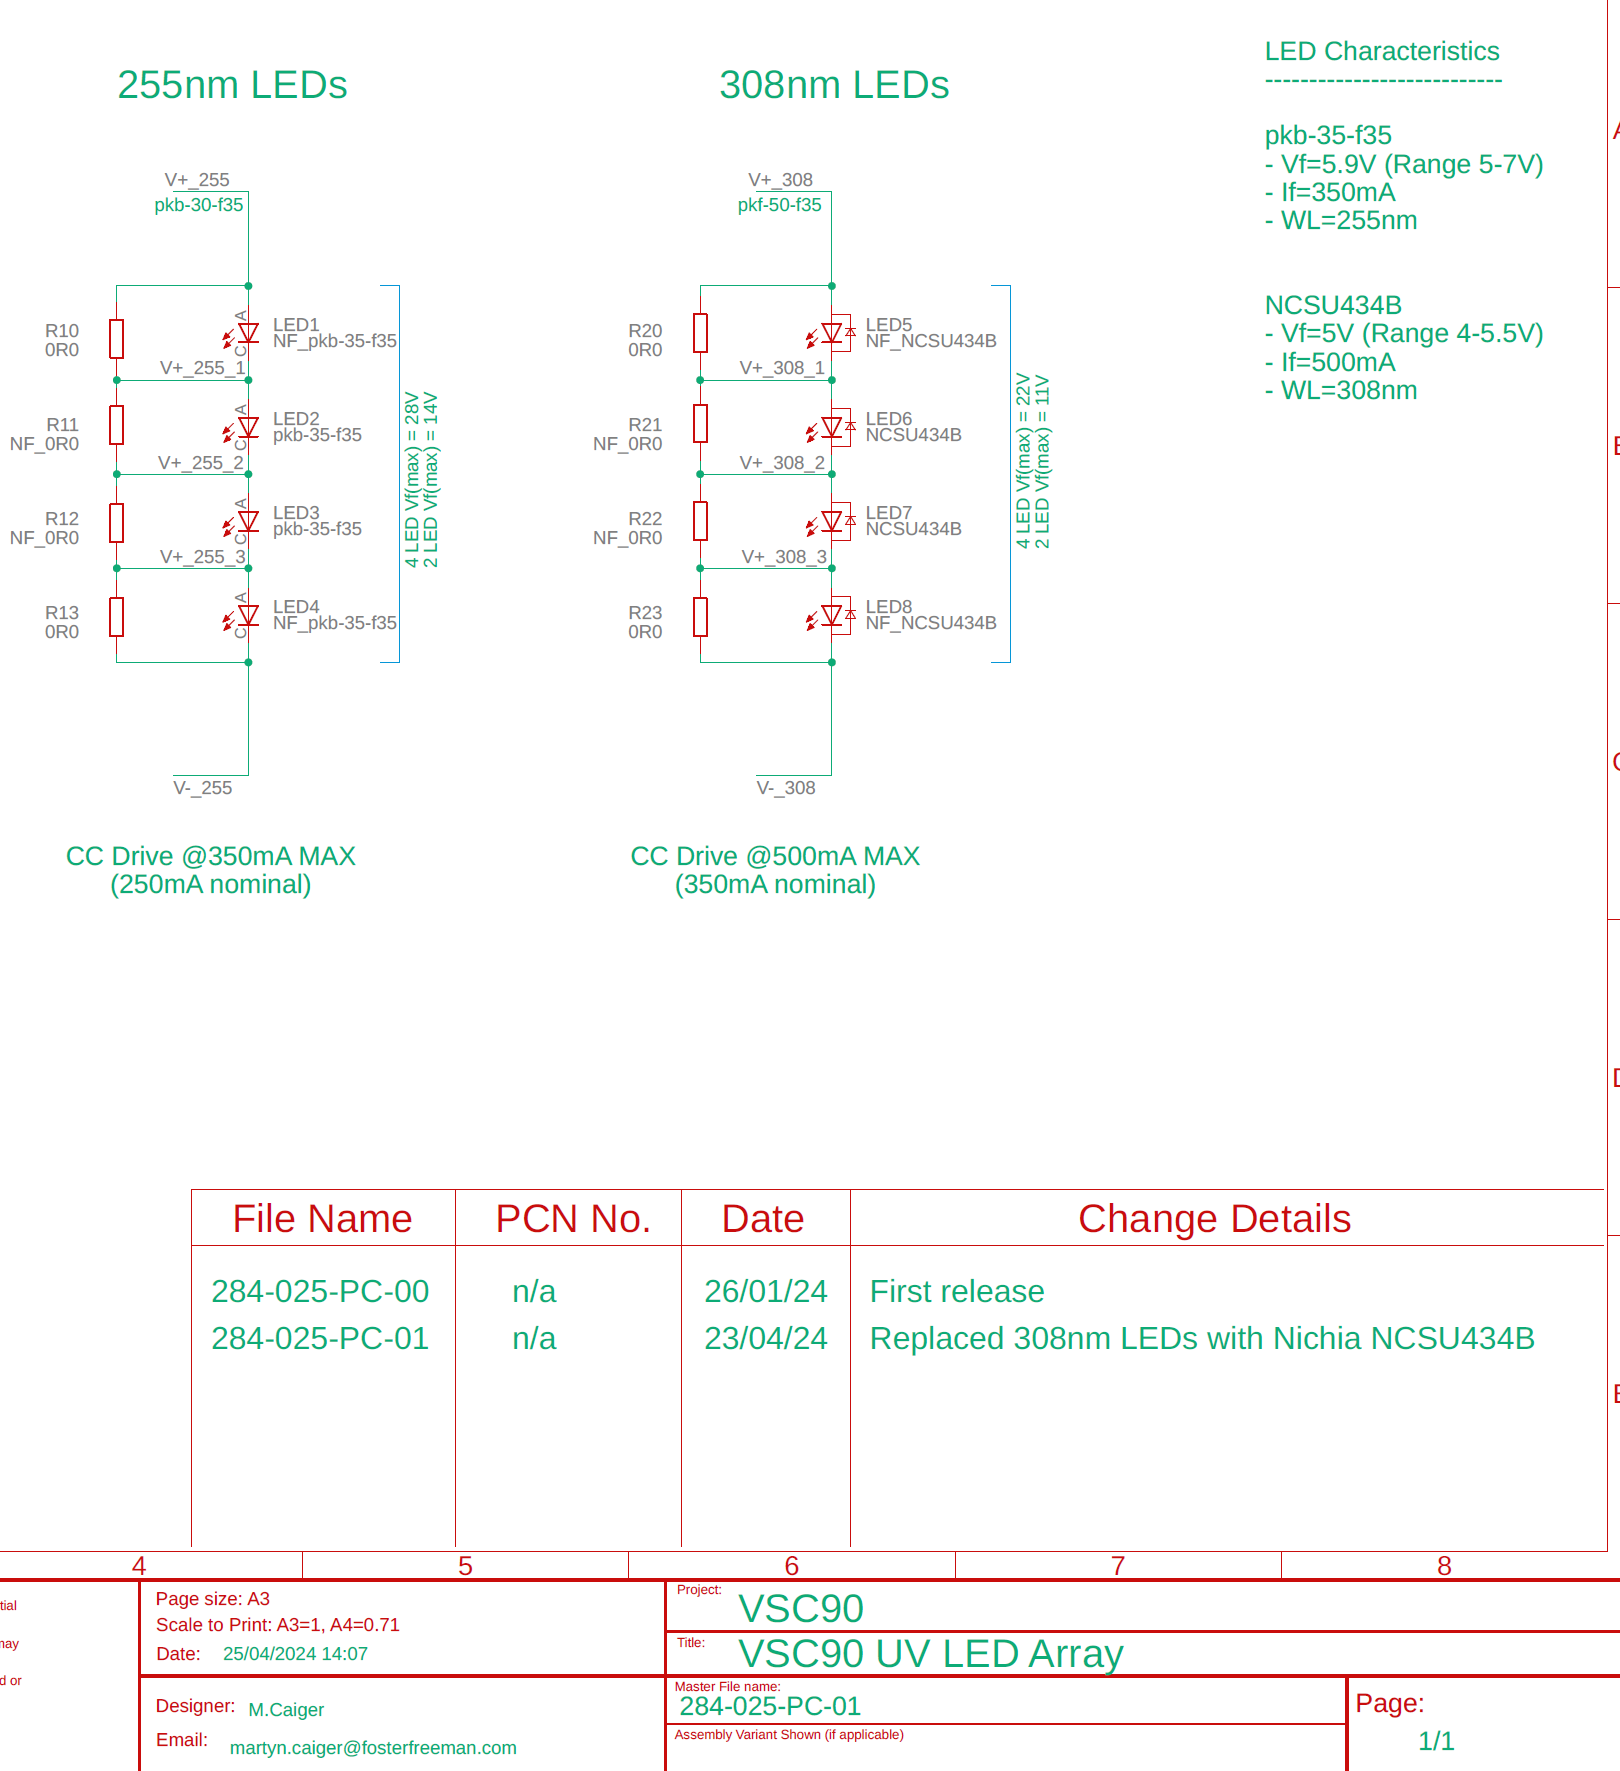 255nm LEDs
308nm LEDs
LED Characteristics
---------------------------
pkb-35-f35
- Vf=5.9V (Range 5-7V)
- If=350mA
- WL=255nm
NCSU434B
- Vf=5V (Range 4-5.5V)
- If=500mA
- WL=308nm
V+_255
pkb-30-f35
R10
0R0
A
C
LED1
NF_pkb-35-f35
V+_255_1
R11
NF_0R0
A
C
LED2
pkb-35-f35
V+_255_2
R12
NF_0R0
A
C
LED3
pkb-35-f35
V+_255_3
R13
0R0
A
C
LED4
NF_pkb-35-f35
4 LED Vf(max) = 28V
2 LED Vf(max) = 14V
V-_255
CC Drive @350mA MAX
(250mA nominal)
V+_308
pkf-50-f35
R20
0R0
LED5
NF_NCSU434B
V+_308_1
R21
NF_0R0
LED6
NCSU434B
V+_308_2
R22
NF_0R0
LED7
NCSU434B
V+_308_3
R23
0R0
LED8
NF_NCSU434B
4 LED Vf(max) = 22V
2 LED Vf(max) = 11V
V-_308
CC Drive @500mA MAX
(350mA nominal)
File Name PCN No. Date Change Details
284-025-PC-00 n/a 26/01/24 First release
284-025-PC-01 n/a 23/04/24 Replaced 308nm LEDs with Nichia NCSU434B
4 5 6 7 8
tial
may
d or
Page size: A3
Scale to Print: A3=1, A4=0.71
Date: 25/04/2024 14:07
Designer: M.Caiger
Email: martyn.caiger@fosterfreeman.com
Project: VSC90
Title: VSC90 UV LED Array
Master File name:
284-025-PC-01
Assembly Variant Shown (if applicable)
Page:
1/1